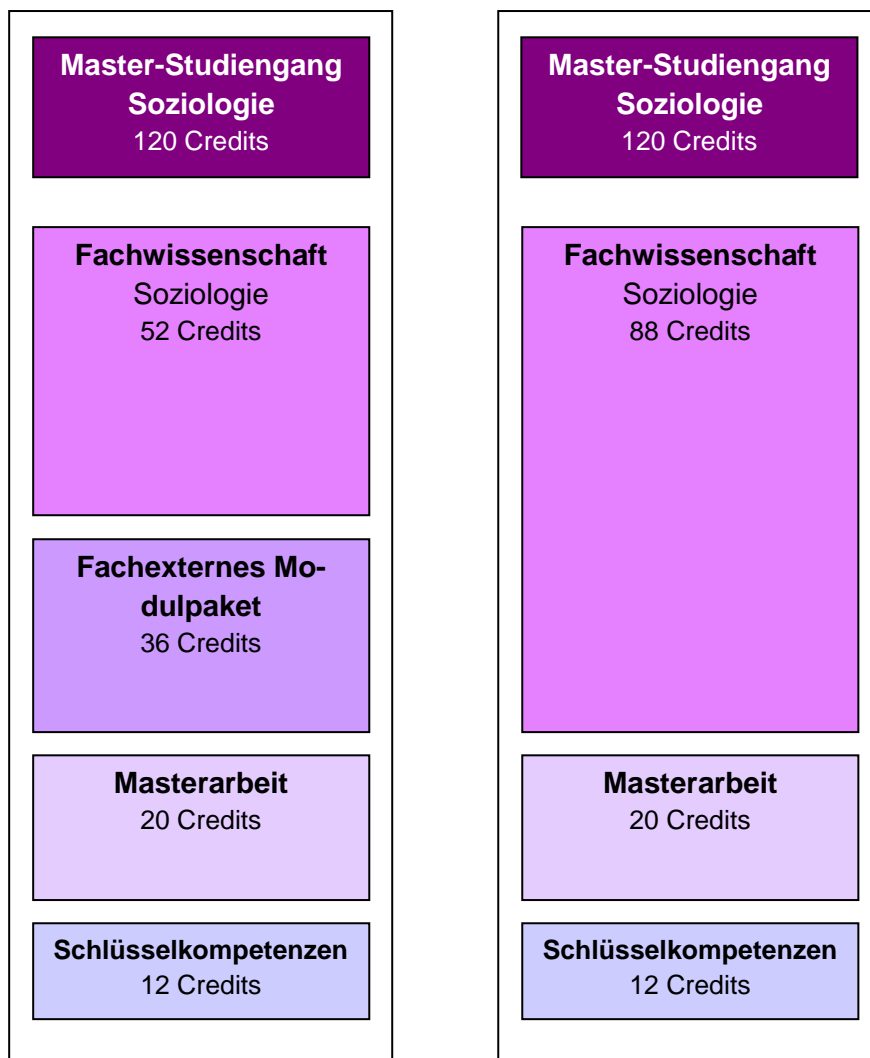 Master-Studiengang
Soziologie
120 Credits
Fachwissenschaft
Soziologie
52 Credits
Fachexternes Mo-
dulpaket
36 Credits
Masterarbeit
20 Credits
Schlüsselkompetenzen
12 Credits
Master-Studiengang
Soziologie
120 Credits
Fachwissenschaft
Soziologie
88 Credits
Masterarbeit
20 Credits
Schlüsselkompetenzen
12 Credits